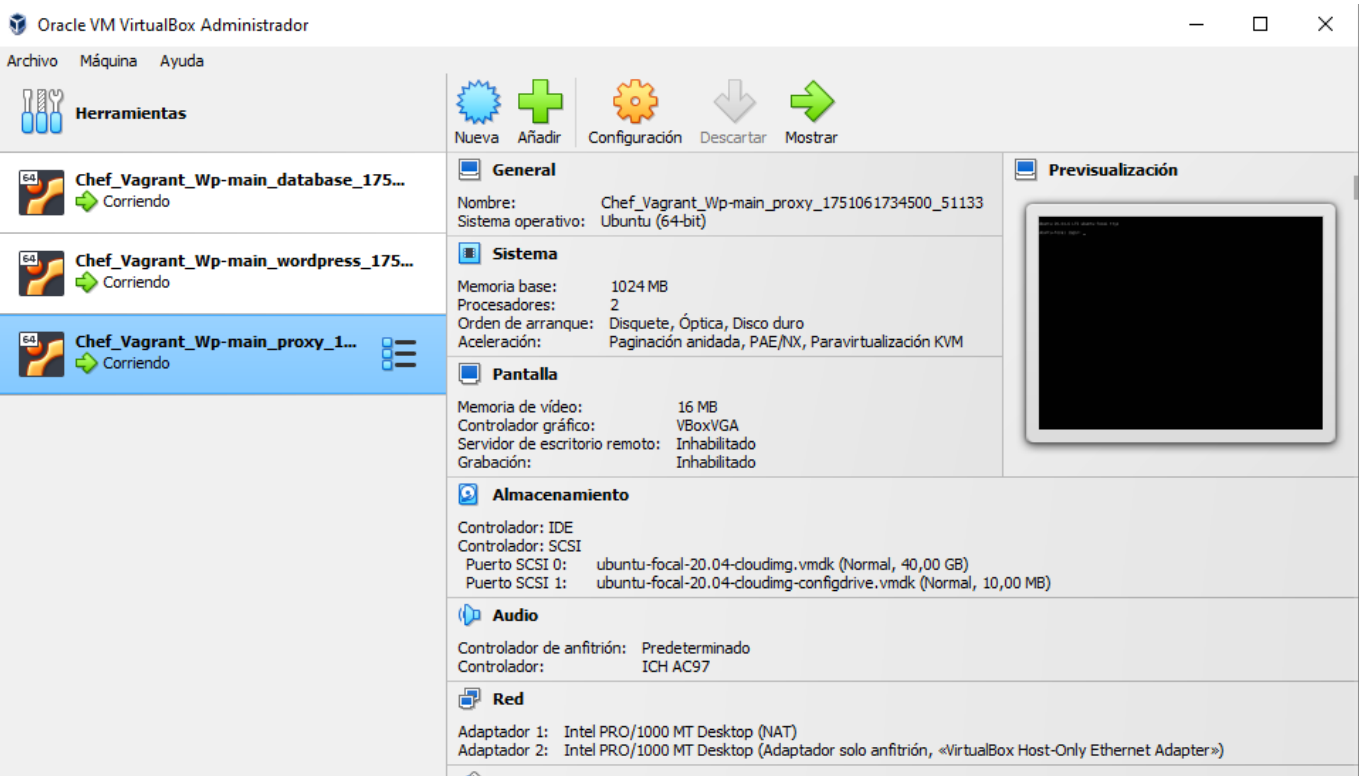 Oracle VM VirtualBox Administrador
Archivo Máquina Ayuda
Herramientas
Nueva Añadir Configuración Descartar Mostrar
64 Chef_Vagrant_Wp-main_database_175...
Corriendo
64 Chef_Vagrant_Wp-main_wordpress_175...
Corriendo
64 Chef_Vagrant_Wp-main_proxy_1...
Corriendo
General
Nombre: Chef_Vagrant_Wp-main_proxy_1751061734500_51133
Sistema operativo: Ubuntu (64-bit)
Previsualización
Sistema
Memoria base: 1024 MB
Procesadores: 2
Orden de arranque: Disquete, Óptica, Disco duro
Aceleración: Paginación anidada, PAE/NX, Paravirtualización KVM
Pantalla
Memoria de vídeo: 16 MB
Controlador gráfico: VBoxVGA
Servidor de escritorio remoto: Inhabilitado
Grabación: Inhabilitado
Almacenamiento
Controlador: IDE
Controlador: SCSI
Puerto SCSI 0: ubuntu-focal-20.04-cloudimg.vmdk (Normal, 40,00 GB)
Puerto SCSI 1: ubuntu-focal-20.04-cloudimg-configdrive.vmdk (Normal, 10,00 MB)
Audio
Controlador de anfitrión: Predeterminado
Controlador: ICH AC97
Red
Adaptador 1: Intel PRO/1000 MT Desktop (NAT)
Adaptador 2: Intel PRO/1000 MT Desktop (Adaptador solo anfitrión, «VirtualBox Host-Only Ethernet Adapter»)